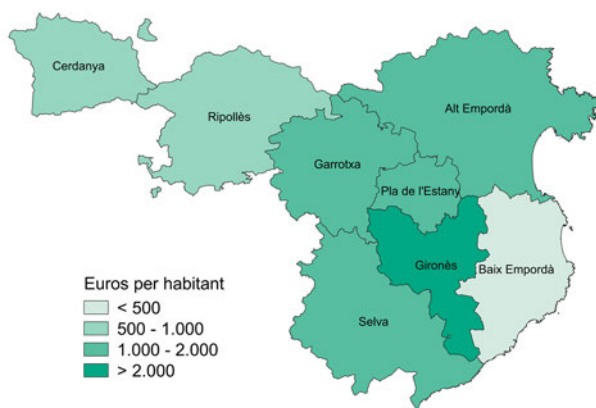 Cerdanya
Ripollès
Alt Empordà
Garrotxa
Pla de l'Estany
Gironès
Baix Empordà
Selva
Euros per habitant
< 500
500 - 1.000
1.000 - 2.000
> 2.000